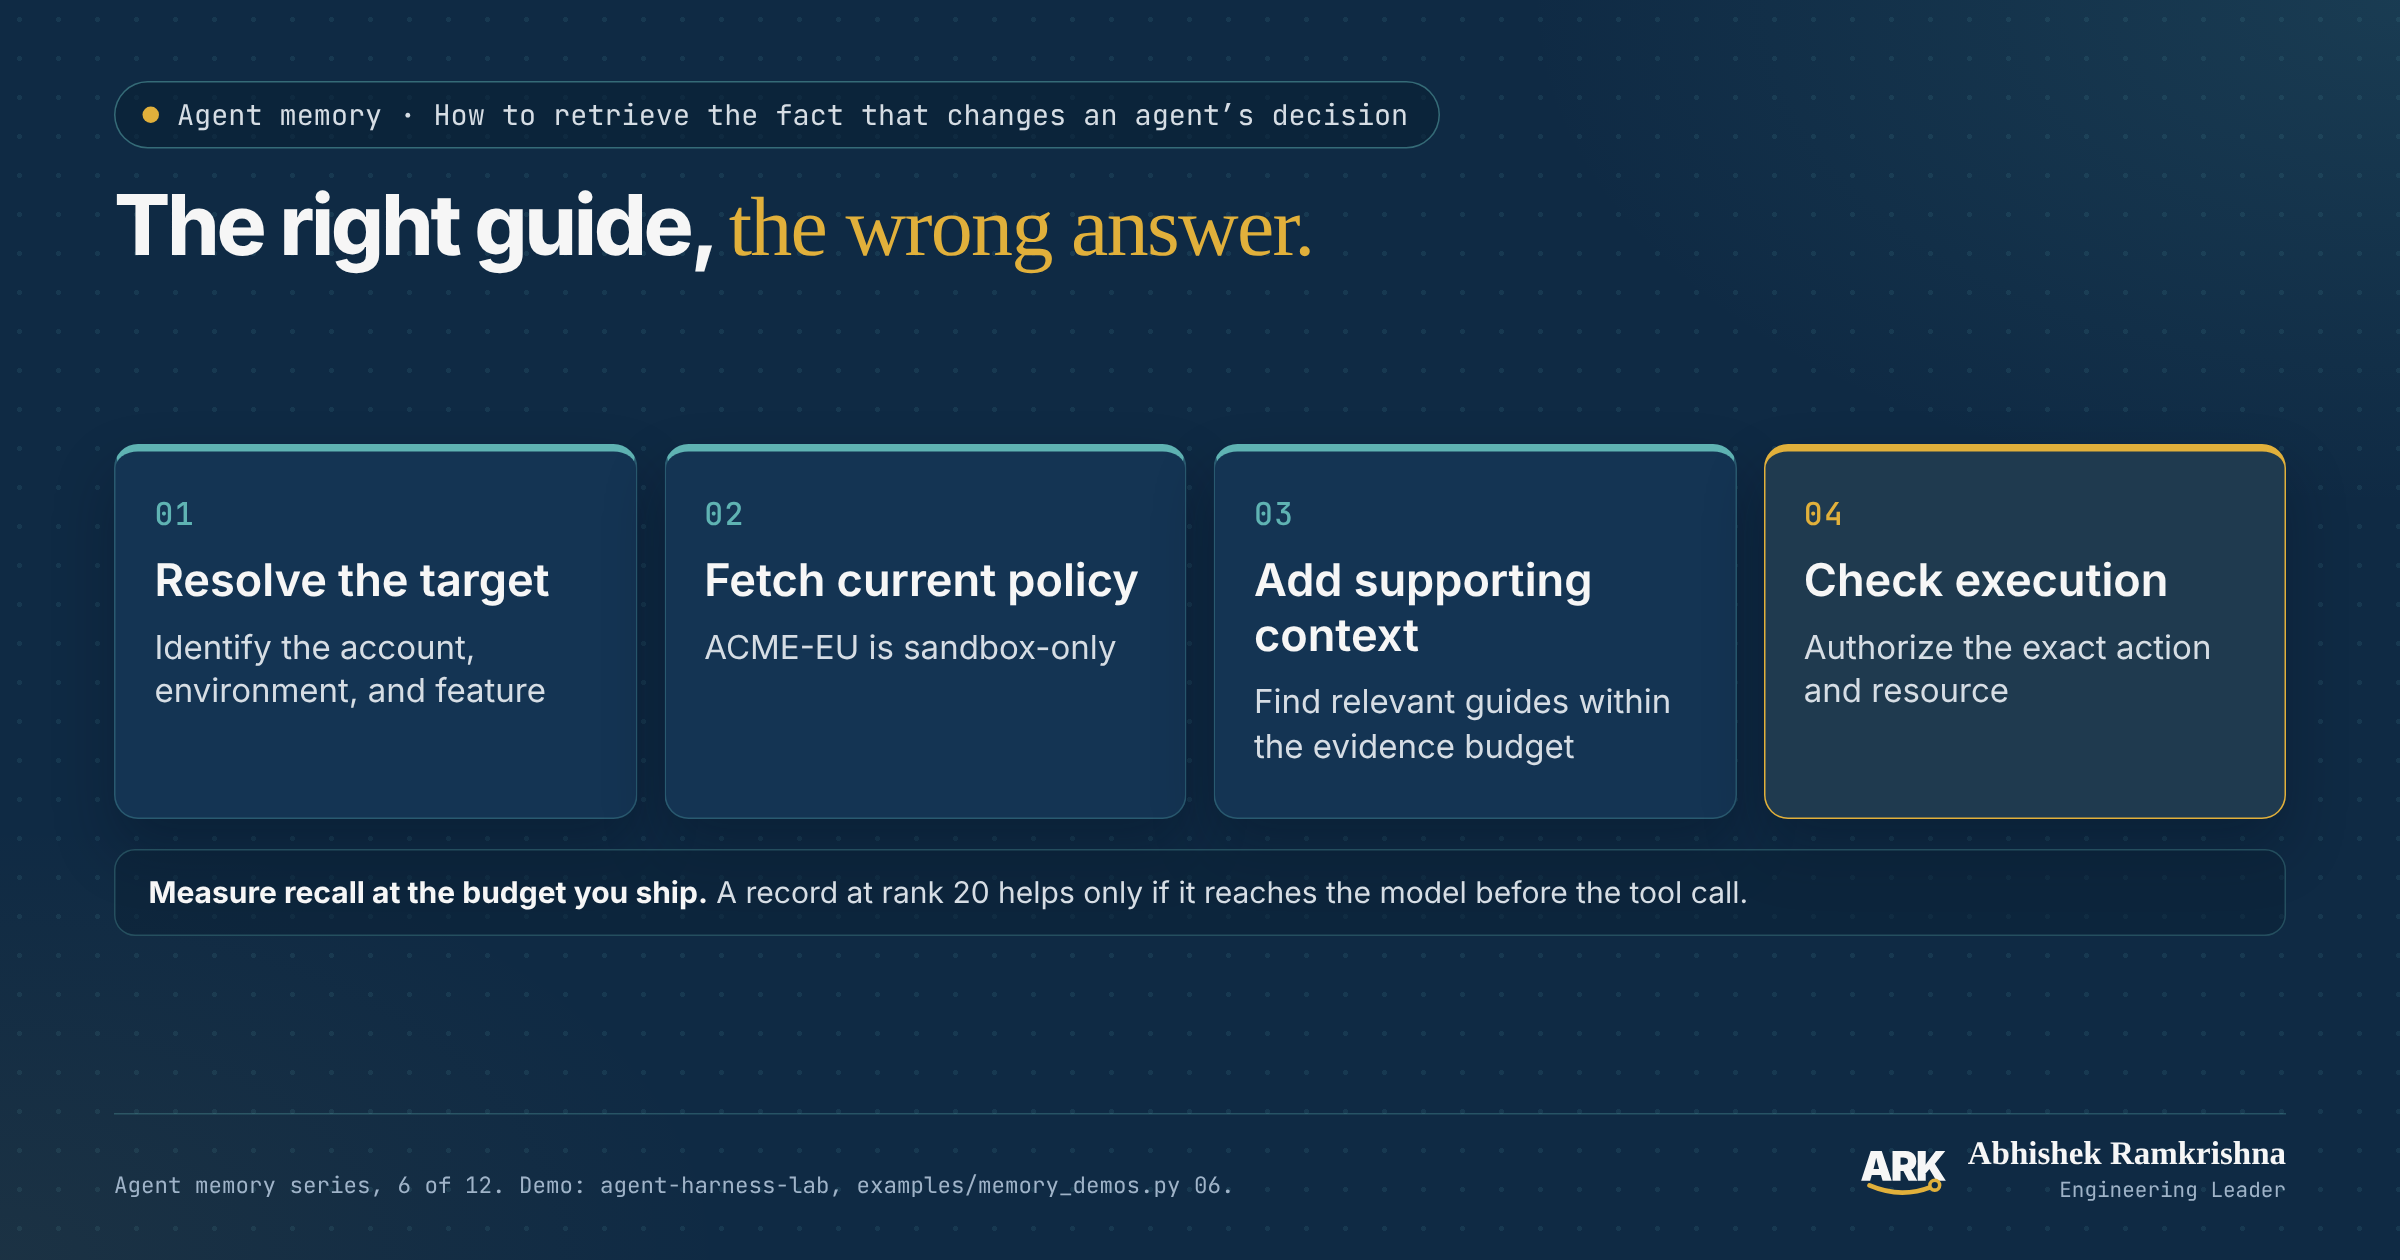 Agent memory · How to retrieve the fact that changes an agent’s decision
The right guide, the wrong answer.
01
Resolve the target
Identify the account,
environment, and feature
02
Fetch current policy
ACME-EU is sandbox-only
03
Add supporting
context
Find relevant guides within
the evidence budget
04
Check execution
Authorize the exact action
and resource
Measure recall at the budget you ship. A record at rank 20 helps only if it reaches the model before the tool call.
Agent memory series, 6 of 12. Demo: agent-harness-lab, examples/memory_demos.py 06.
ARK
Abhishek Ramkrishna
Engineering Leader